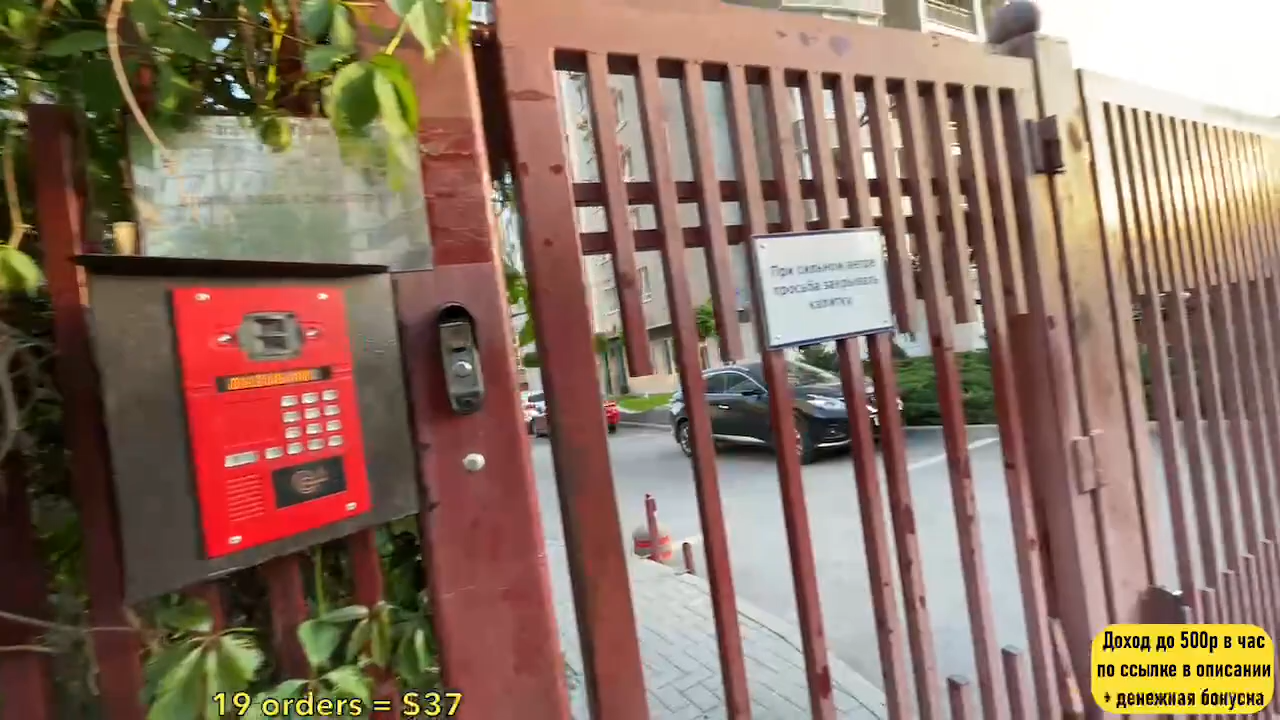 При сильном ветре
просьба закрывать
калитку
19 orders = $37
Доход до 500р в час
по ссылке в описании
+ денежная бонусна